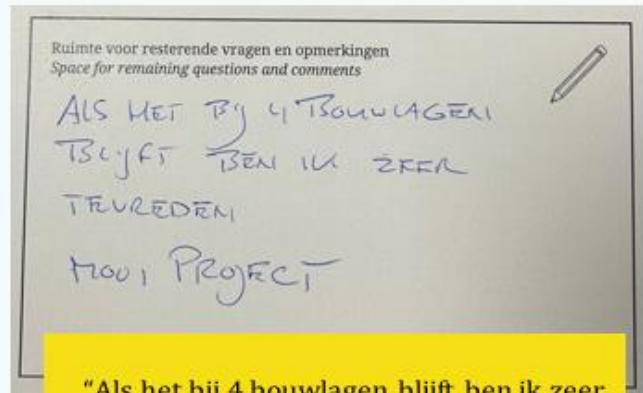 Ruimte voor resterende vragen en opmerkingen
Space for remaining questions and comments
ALS HET BIJ 4 BOUWLAGEN
BLIJFT BEN IK ZEER
TEVREDEN
MOOI PROJECT
"Als het bij 4 bouwlagen blijft ben ik zeer